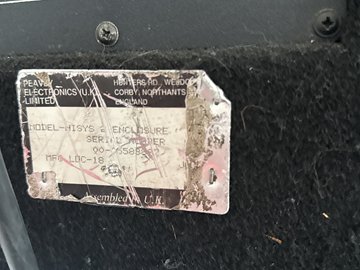 PEAVEY HUNTERS RD, WELDON
ELECTRONICS U.K. CORBY, NORTHANTS
LIMITED ENGLAND
MODEL-HISYS 2 ENCLOSURE
SERIAL NUMBER
MFG LOC-18
Assembled in U.K.